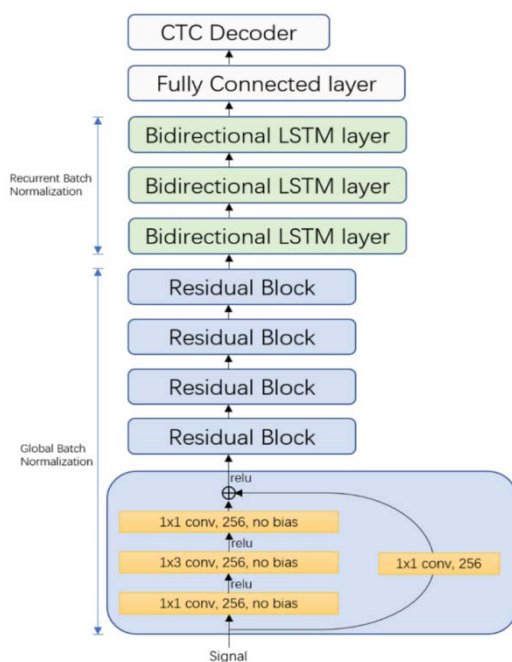 CTC Decoder
Fully Connected layer
Bidirectional LSTM layer
Recurrent Batch
Normalization
Bidirectional LSTM layer
Bidirectional LSTM layer
Residual Block
Residual Block
Residual Block
Residual Block
Global Batch
Normalization
relu
1x1 conv, 256, no bias
relu
1x3 conv, 256, no bias
1x1 conv, 256
relu
1x1 conv, 256, no bias
Signal